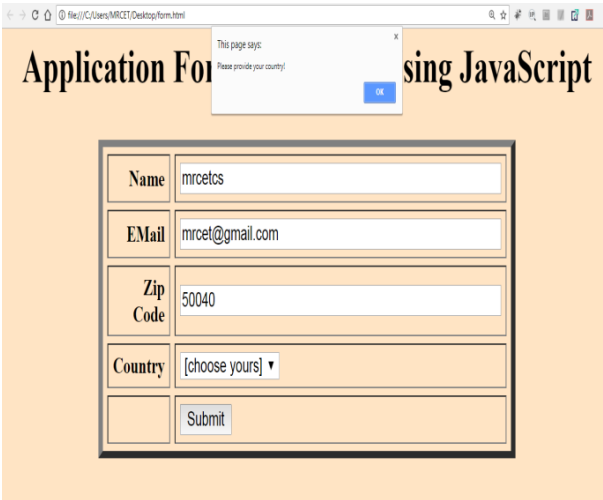 file:///C:/Users/MRCET/Desktop/form.html
This page says:
x
Please provide your country!
OK
Application For sing JavaScript
Name mrcetcs
EMail mrcet@gmail.com
Zip
Code 50040
Country [choose yours]
Submit